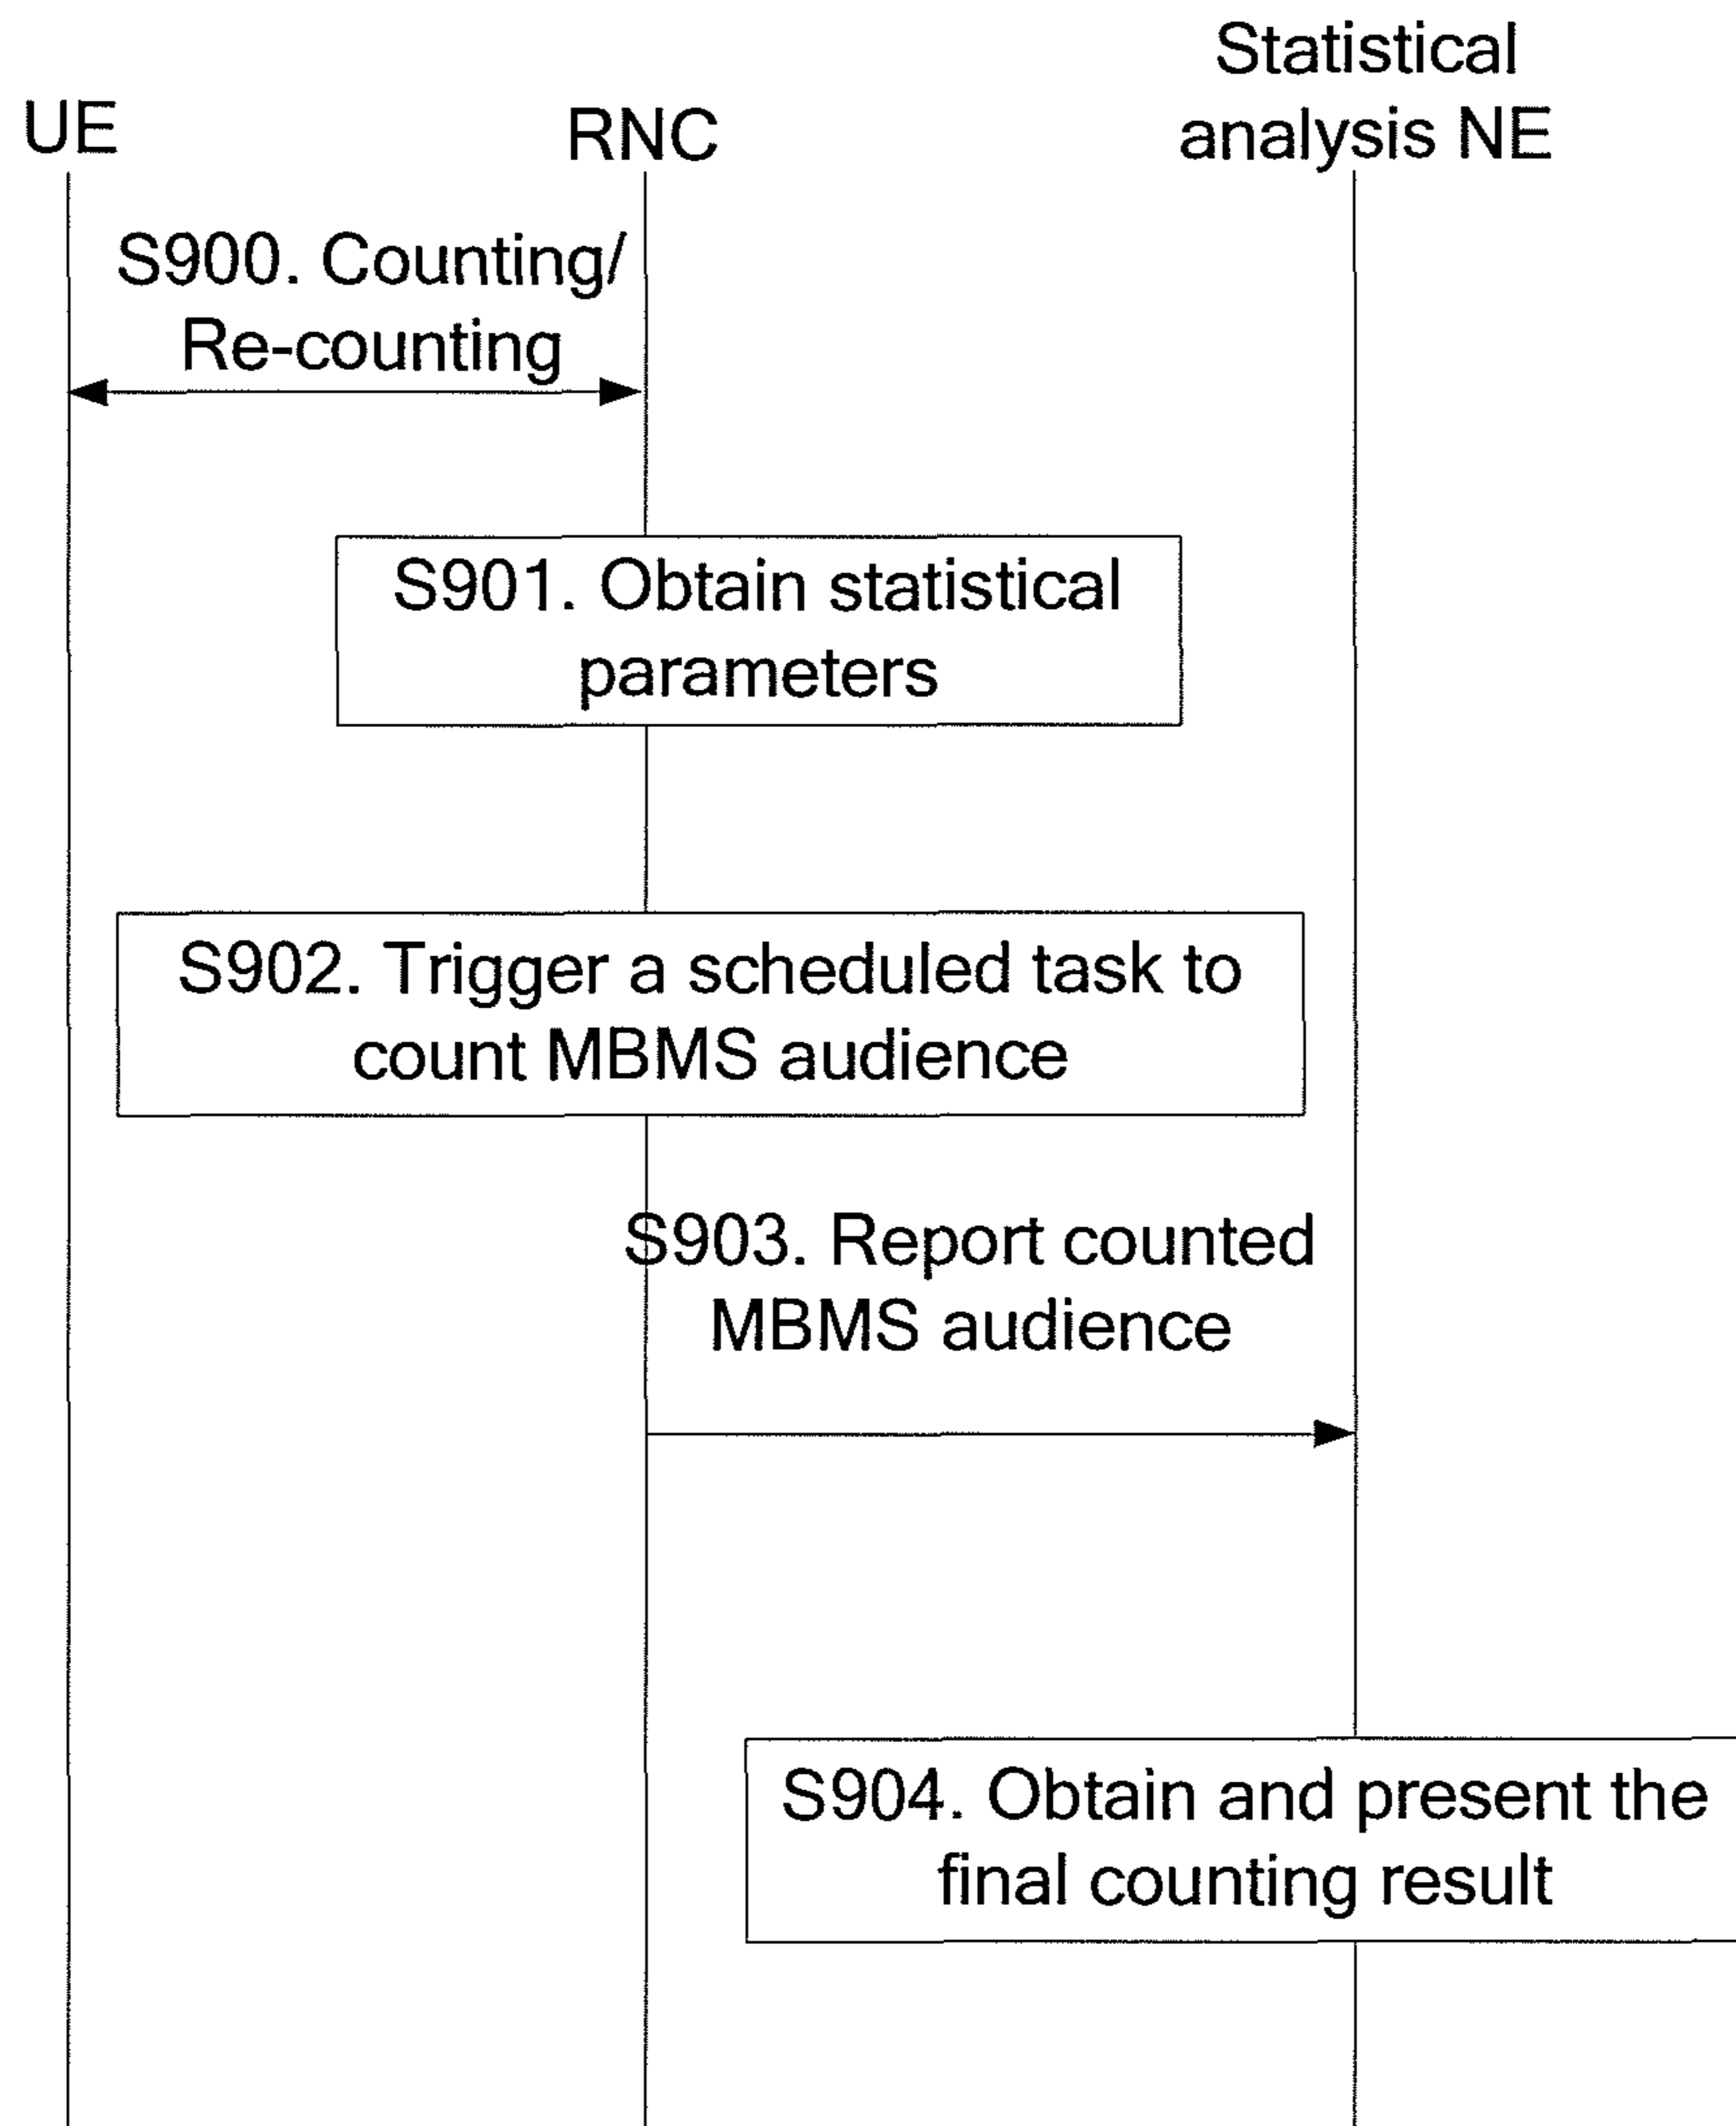 UE
RNC
Statistical
analysis NE
S900. Counting/
Re-counting
S901. Obtain statistical
parameters
S902. Trigger a scheduled task to
count MBMS audience
S903. Report counted
MBMS audience
S904. Obtain and present the
final counting result